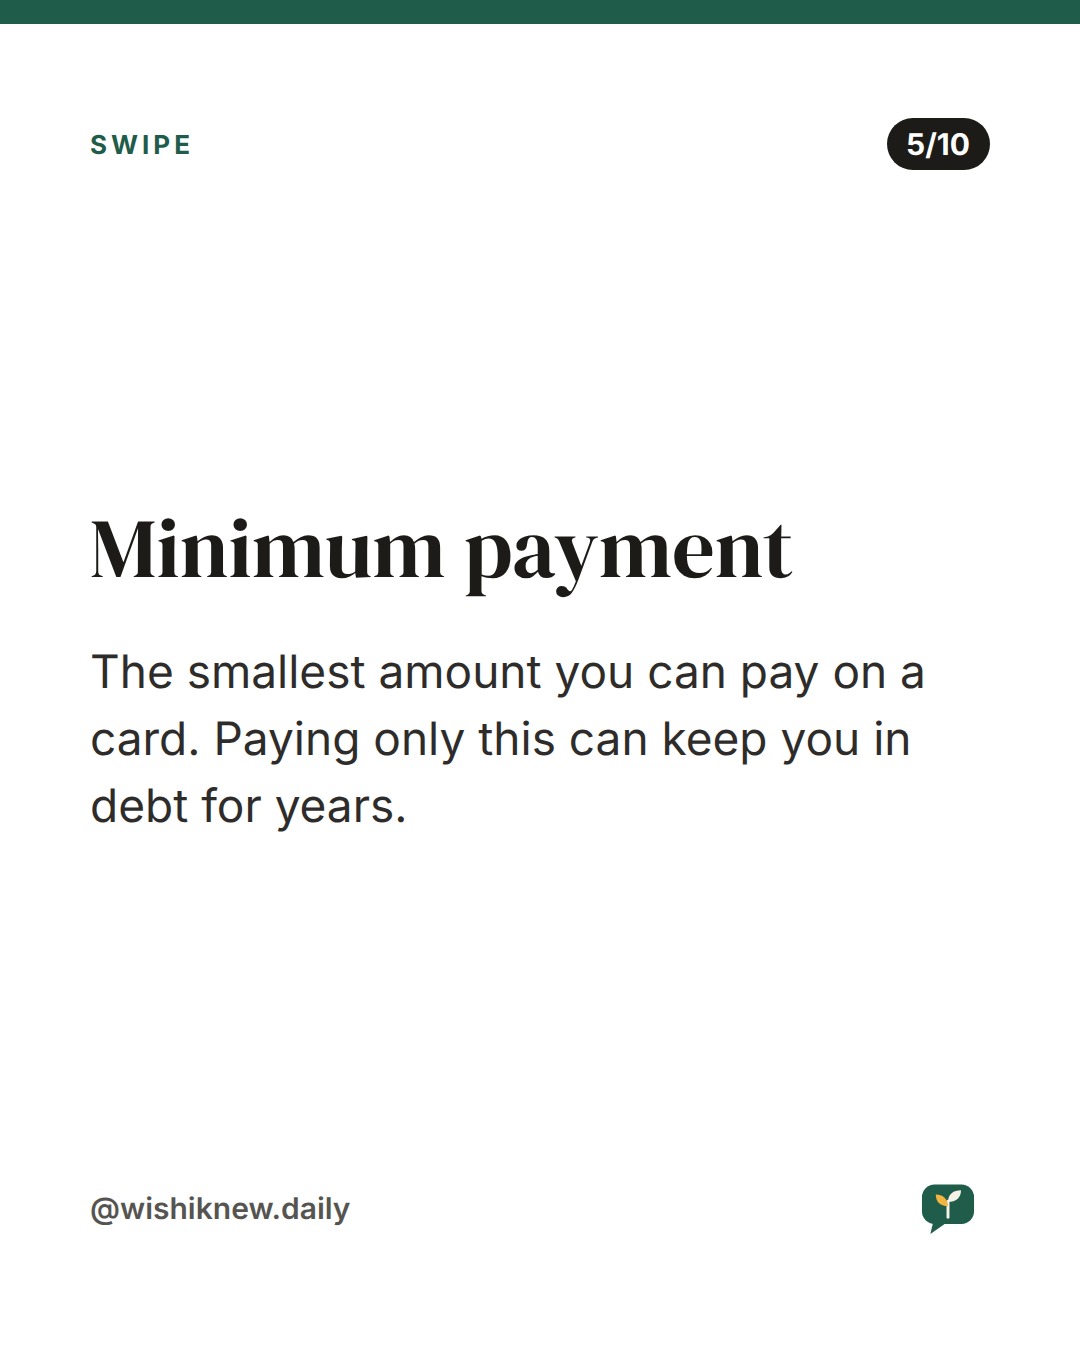 SWIPE
5/10
Minimum payment
The smallest amount you can pay on a
card. Paying only this can keep you in
debt for years.
@wishiknew.daily